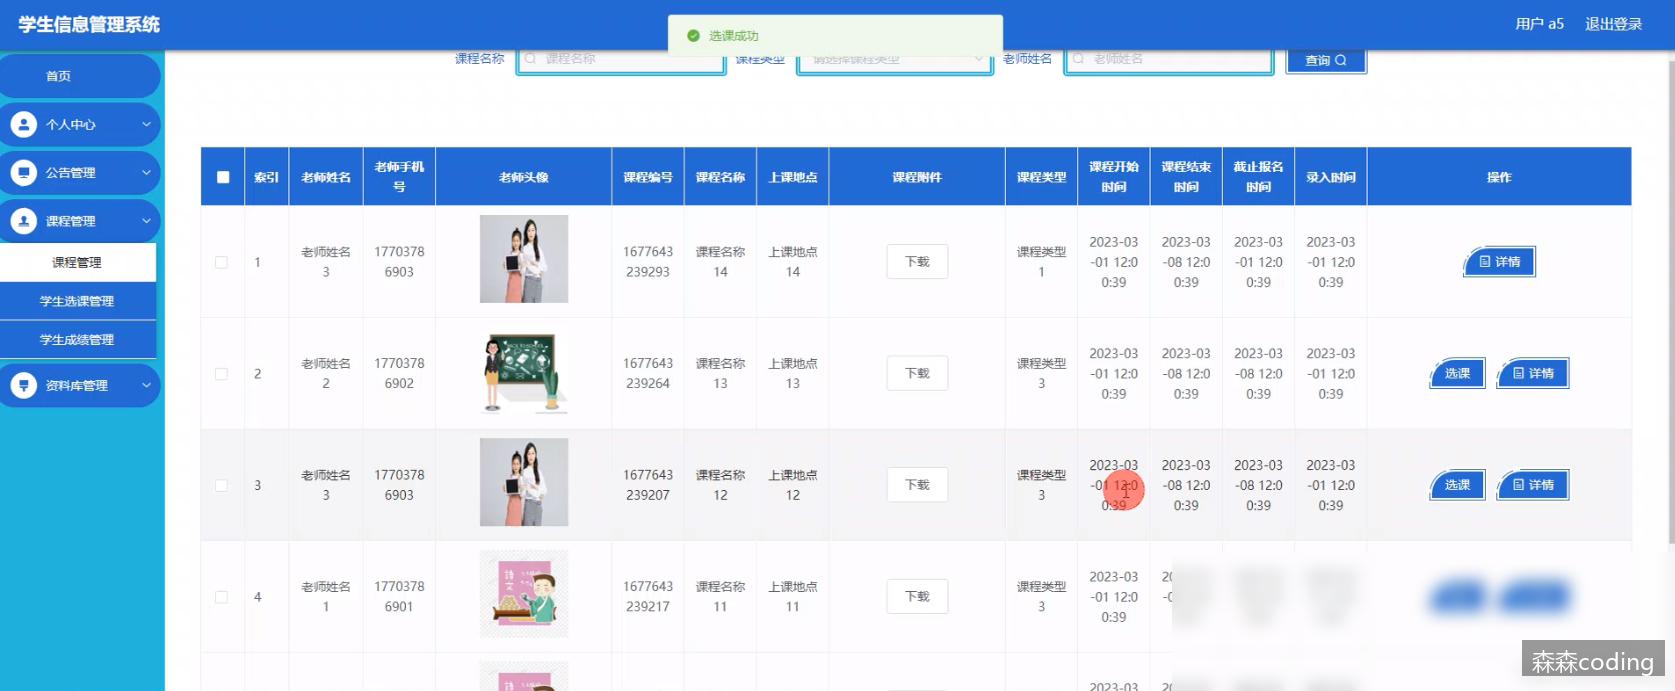 学生信息管理系统
用户 a5 退出登录
选课成功
课程名称 课程名称 课程类型 请选择课程类型 老师姓名 老师姓名 查询
首页
个人中心
公告管理
课程管理
课程管理
学生选课管理
学生成绩管理
资料库管理
索引 老师姓名 老师手机号 老师头像 课程编号 课程名称 上课地点 课程附件 课程类型 课程开始时间 课程结束时间 截止报名时间 录入时间 操作
1 老师姓名3 17703786903 1677643239293 课程名称14 上课地点14 下载 课程类型1 2023-03-01 12:00:39 2023-03-08 12:00:39 2023-03-01 12:00:39 2023-03-01 12:00:39 详情
2 老师姓名2 17703786902 1677643239264 课程名称13 上课地点13 下载 课程类型3 2023-03-01 12:00:39 2023-03-08 12:00:39 2023-03-08 12:00:39 2023-03-01 12:00:39 选课 详情
3 老师姓名3 17703786903 1677643239207 课程名称12 上课地点12 下载 课程类型3 2023-03-01 12:00:39 2023-03-08 12:00:39 2023-03-08 12:00:39 2023-03-01 12:00:39 选课 详情
4 老师姓名1 17703786901 1677643239217 课程名称11 上课地点11 下载 课程类型3 2023-03-01 12:00:39
2023-03
森森coding